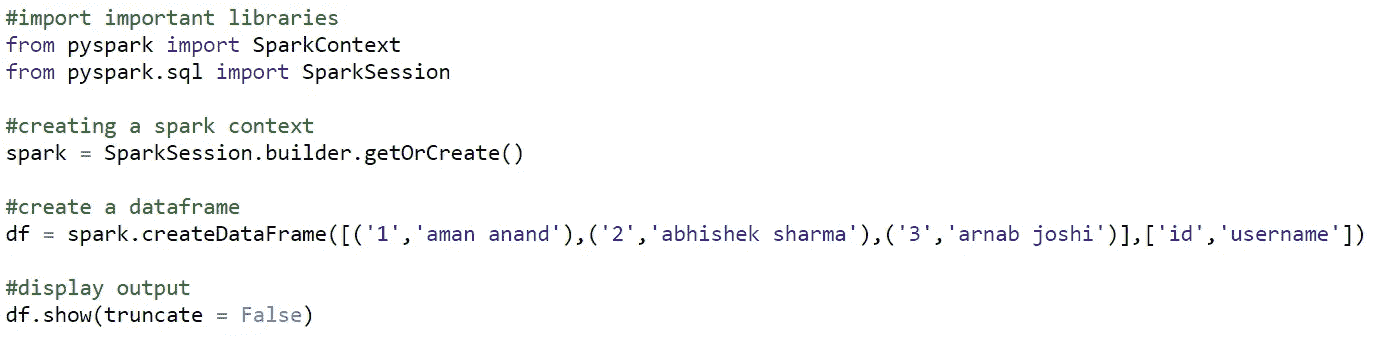 #import important libraries
from pyspark import SparkContext
from pyspark.sql import SparkSession
#creating a spark context
spark = SparkSession.builder.getOrCreate()
#create a dataframe
df = spark.createDataFrame([('1','aman anand'),('2','abhishek sharma'),('3','arnab joshi')],['id','username'])
#display output
df.show(truncate = False)